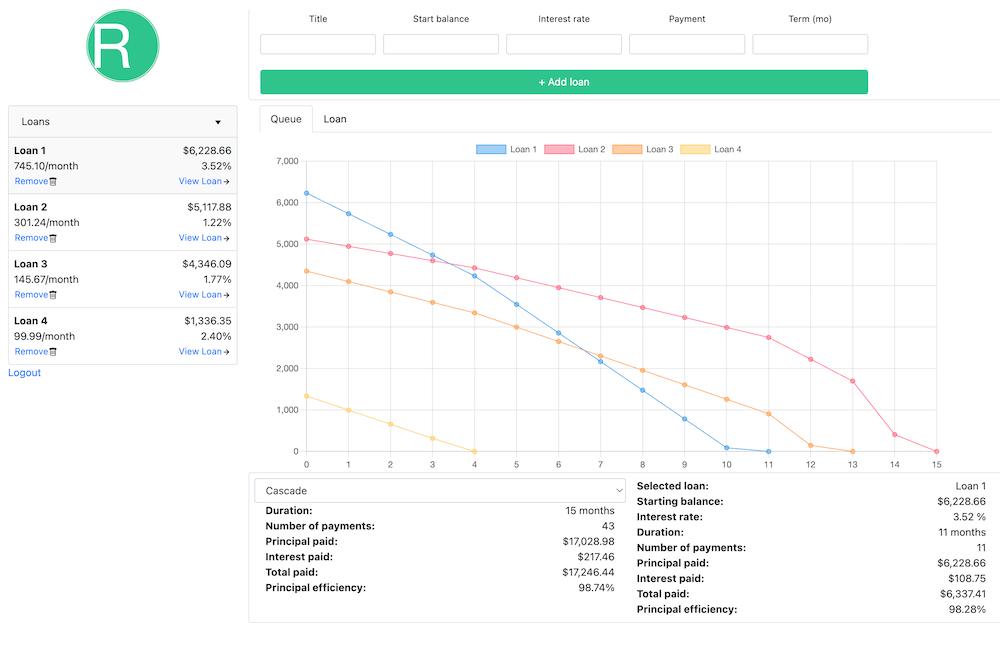 R
Title Start balance Interest rate Payment Term (mo)
+ Add loan
Loans
Loan 1 $6,228.66
745.10/month 3.52%
Remove View Loan→
Loan 2 $5,117.88
301.24/month 1.22%
Remove View Loan→
Loan 3 $4,346.09
145.67/month 1.77%
Remove View Loan→
Loan 4 $1,336.35
99.99/month 2.40%
Remove View Loan→
Logout
Queue Loan
Loan 1 Loan 2 Loan 3 Loan 4
7,000
6,000
5,000
4,000
3,000
2,000
1,000
0
0 1 2 3 4 5 6 7 8 9 10 11 12 13 14 15
Cascade
Duration: 15 months
Number of payments: 43
Principal paid: $17,028.98
Interest paid: $217.46
Total paid: $17,246.44
Principal efficiency: 98.74%
Selected loan: Loan 1
Starting balance: $6,228.66
Interest rate: 3.52 %
Duration: 11 months
Number of payments: 11
Principal paid: $6,228.66
Interest paid: $108.75
Total paid: $6,337.41
Principal efficiency: 98.28%